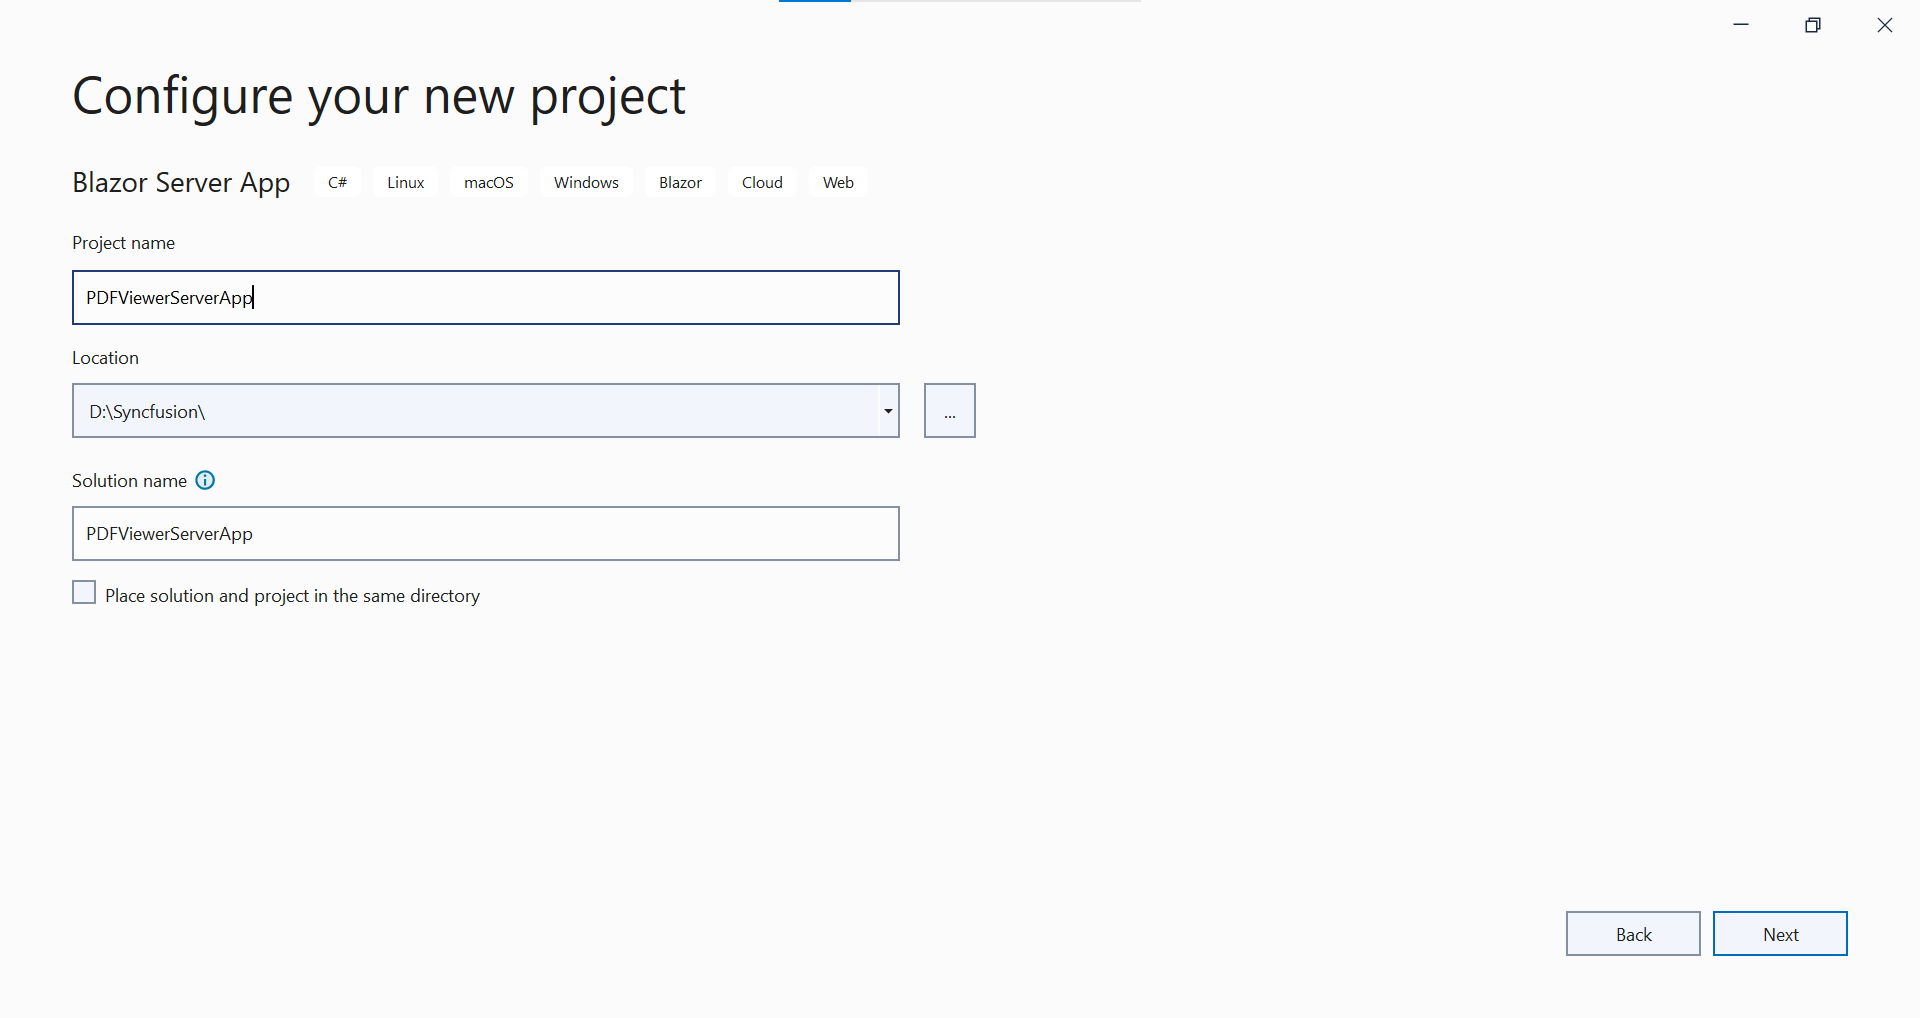 Configure your new project
Blazor Server App C# Linux macOS Windows Blazor Cloud Web
Project name
PDFViewerServerApp
Location
D:\Syncfusion\
...
Solution name
PDFViewerServerApp
Place solution and project in the same directory
Back Next